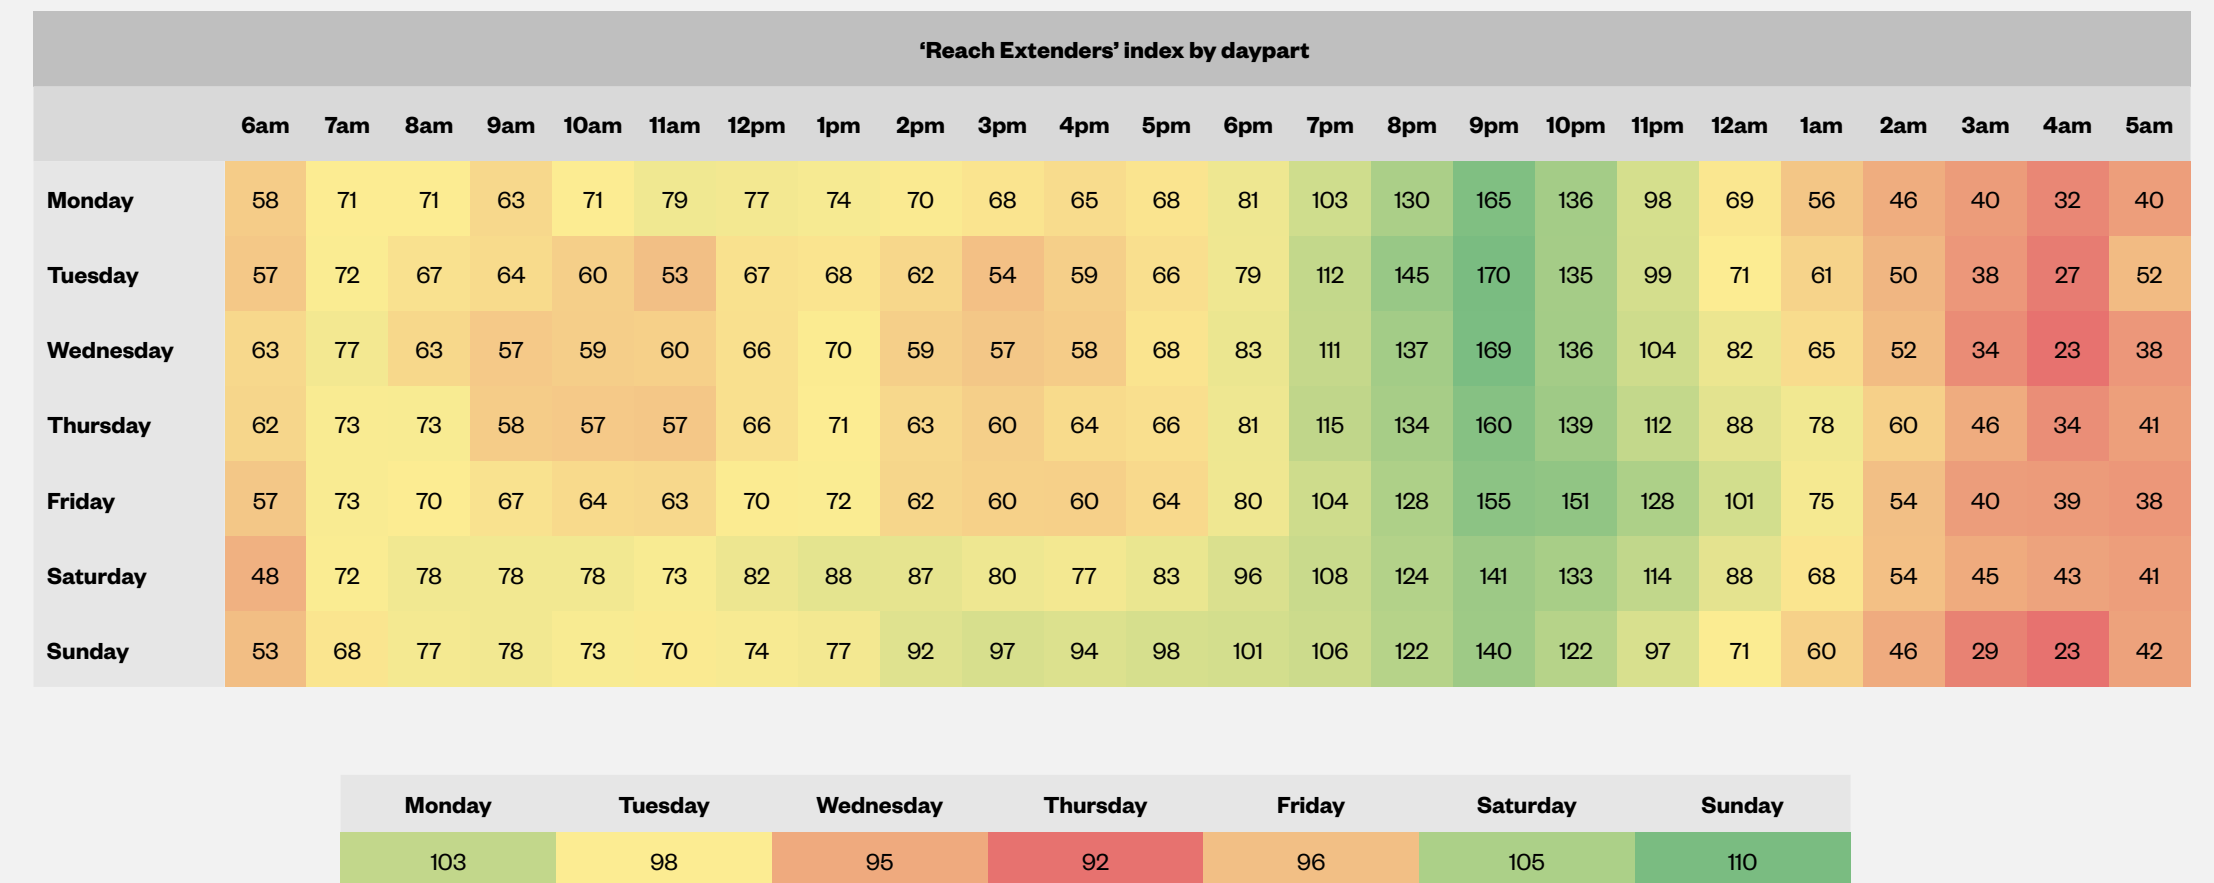 ‘Reach Extenders’ index by daypart
6am 7am 8am 9am 10am 11am 12pm 1pm 2pm 3pm 4pm 5pm 6pm 7pm 8pm 9pm 10pm 11pm 12am 1am 2am 3am 4am 5am
Monday 58 71 71 63 71 79 77 74 70 68 65 68 81 103 130 165 136 98 69 56 46 40 32 40
Tuesday 57 72 67 64 60 53 67 68 62 54 59 66 79 112 145 170 135 99 71 61 50 38 27 52
Wednesday 63 77 63 57 59 60 66 70 59 57 58 68 83 111 137 169 136 104 82 65 52 34 23 38
Thursday 62 73 73 58 57 57 66 71 63 60 64 66 81 115 134 160 139 112 88 78 60 46 34 41
Friday 57 73 70 67 64 63 70 72 62 60 60 64 80 104 128 155 151 128 101 75 54 40 39 38
Saturday 48 72 78 78 78 73 82 88 87 80 77 83 96 108 124 141 133 114 88 68 54 45 43 41
Sunday 53 68 77 78 73 70 74 77 92 97 94 98 101 106 122 140 122 97 71 60 46 29 23 42
Monday Tuesday Wednesday Thursday Friday Saturday Sunday
103 98 95 92 96 105 110